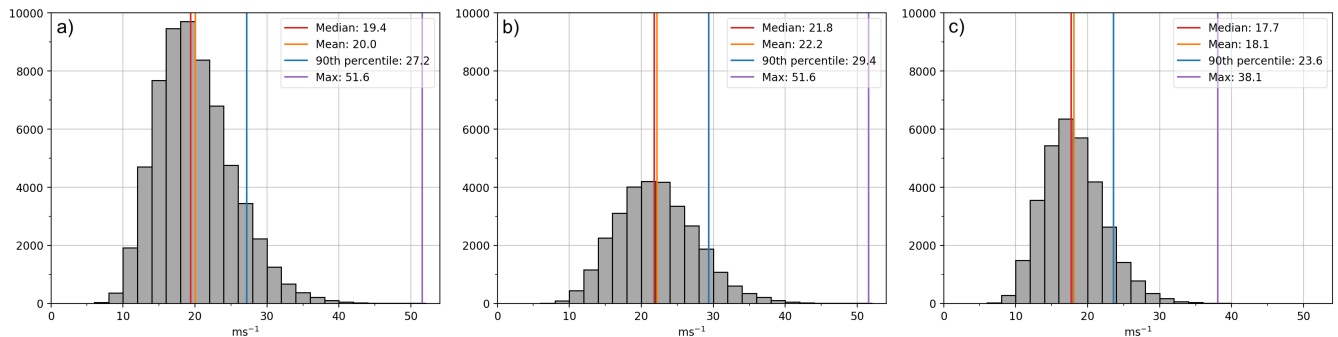 a)
Median: 19.4
Mean: 20.0
90th percentile: 27.2
Max: 51.6
10000
8000
6000
4000
2000
0
0 10 20 30 40 50
ms⁻¹
b)
Median: 21.8
Mean: 22.2
90th percentile: 29.4
Max: 51.6
10000
8000
6000
4000
2000
0
0 10 20 30 40 50
ms⁻¹
c)
Median: 17.7
Mean: 18.1
90th percentile: 23.6
Max: 38.1
10000
8000
6000
4000
2000
0
0 10 20 30 40 50
ms⁻¹